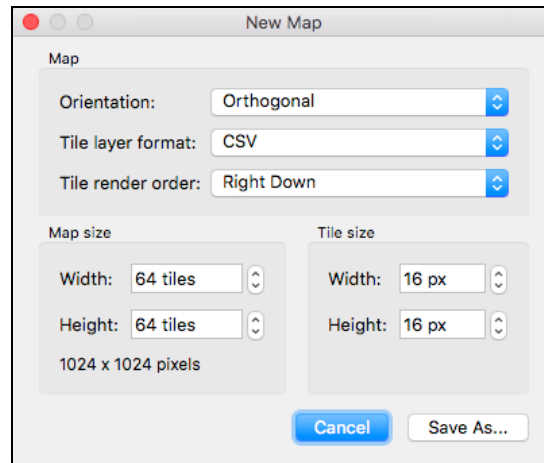 New Map
Map
Orientation: Orthogonal
Tile layer format: CSV
Tile render order: Right Down
Map size
Width: 64 tiles
Height: 64 tiles
1024 x 1024 pixels
Tile size
Width: 16 px
Height: 16 px
Cancel Save As...